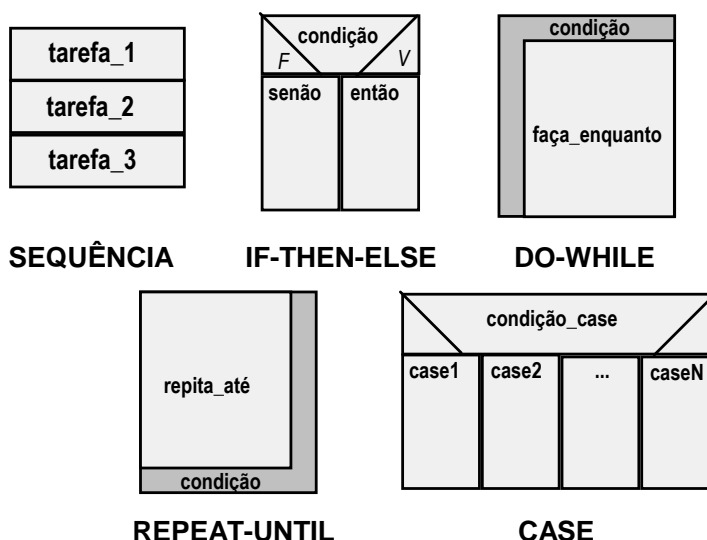 tarefa_1
tarefa_2
tarefa_3
SEQUÊNCIA
condição
F
V
senão
então
IF-THEN-ELSE
condição
faça_enquanto
DO-WHILE
repita_até
condição
REPEAT-UNTIL
condição_case
case1
case2
...
caseN
CASE